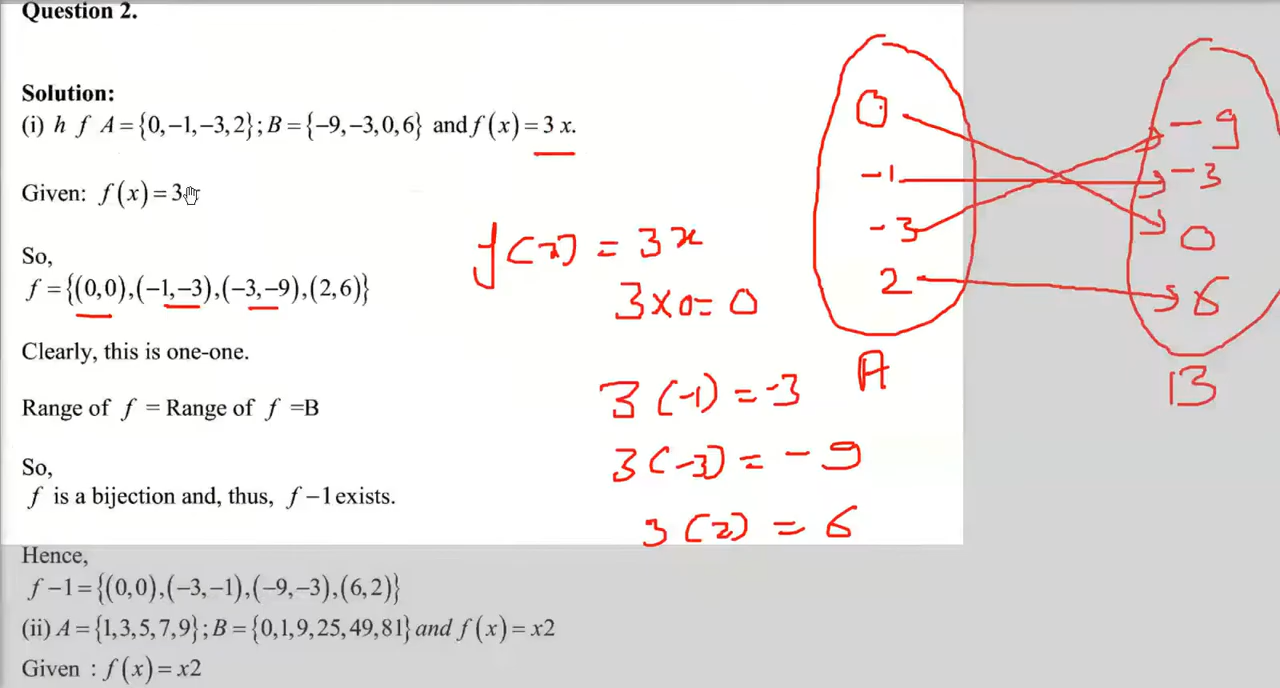 Question 2.
Solution:
(i) h f A = {0, −1, −3, 2}; B = {−9, −3, 0, 6} and f(x) = 3 x.
Given: f(x) = 3
So,
f = {(0,0),(−1,−3),(−3,−9),(2,6)}
Clearly, this is one-one.
Range of f = Range of f =B
So,
f is a bijection and, thus, f −1 exists.
Hence,
f −1 = {(0,0),(−3,−1),(−9,−3),(6,2)}
(ii) A = {1,3,5,7,9}; B = {0,1,9,25,49,81} and f(x) = x2
Given : f(x) = x2
f(x) = 3x
3×0=0
3(-1)=-3
3(-3)=-9
3(2)=6
0
-1
-3
2
A
-9
-3
0
6
B